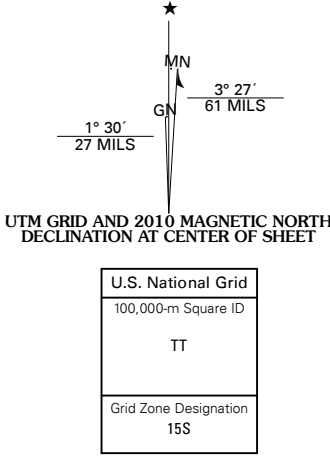 ★
MN
GN
3° 27´
61 MILS
1° 30´
27 MILS
UTM GRID AND 2010 MAGNETIC NORTH
DECLINATION AT CENTER OF SHEET
U.S. National Grid
100,000-m Square ID
TT
Grid Zone Designation
15S